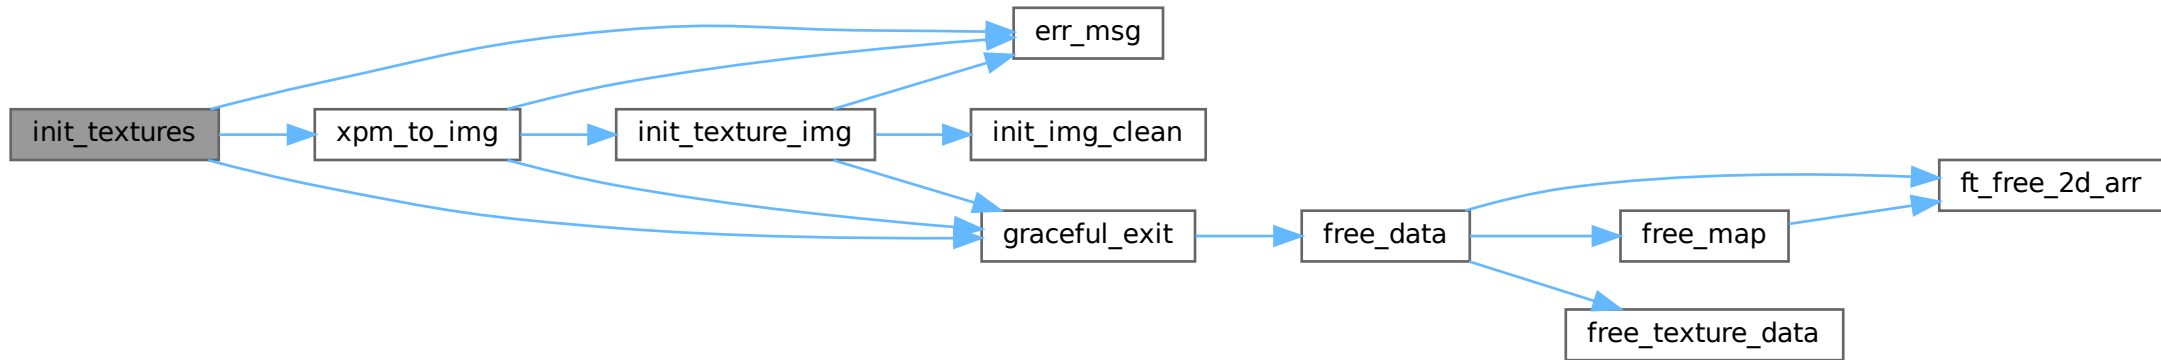 err_msg
init_textures
xpm_to_img
init_texture_img
init_img_clean
ft_free_2d_arr
graceful_exit
free_data
free_map
free_texture_data